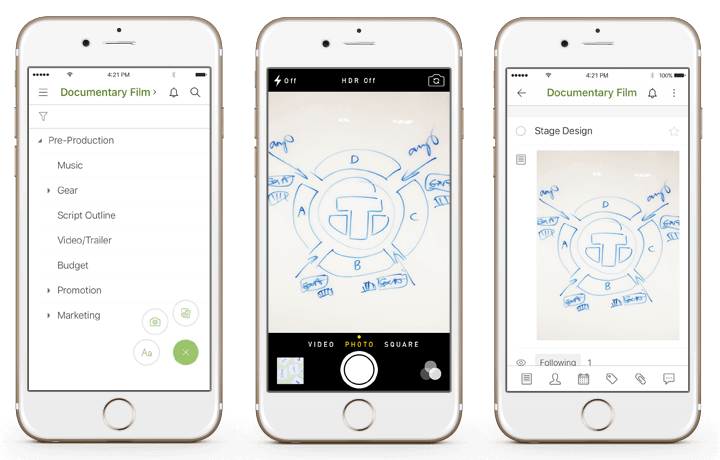 4:21 PM
Documentary Film
Pre-Production
Music
Gear
Script Outline
Video/Trailer
Budget
Promotion
Marketing
Aa
Off
HDR Off
D
A
C
T
B
VIDEO PHOTO SQUARE
4:21 PM 100%
Documentary Film
Stage Design
D
A
C
T
B
Following 1